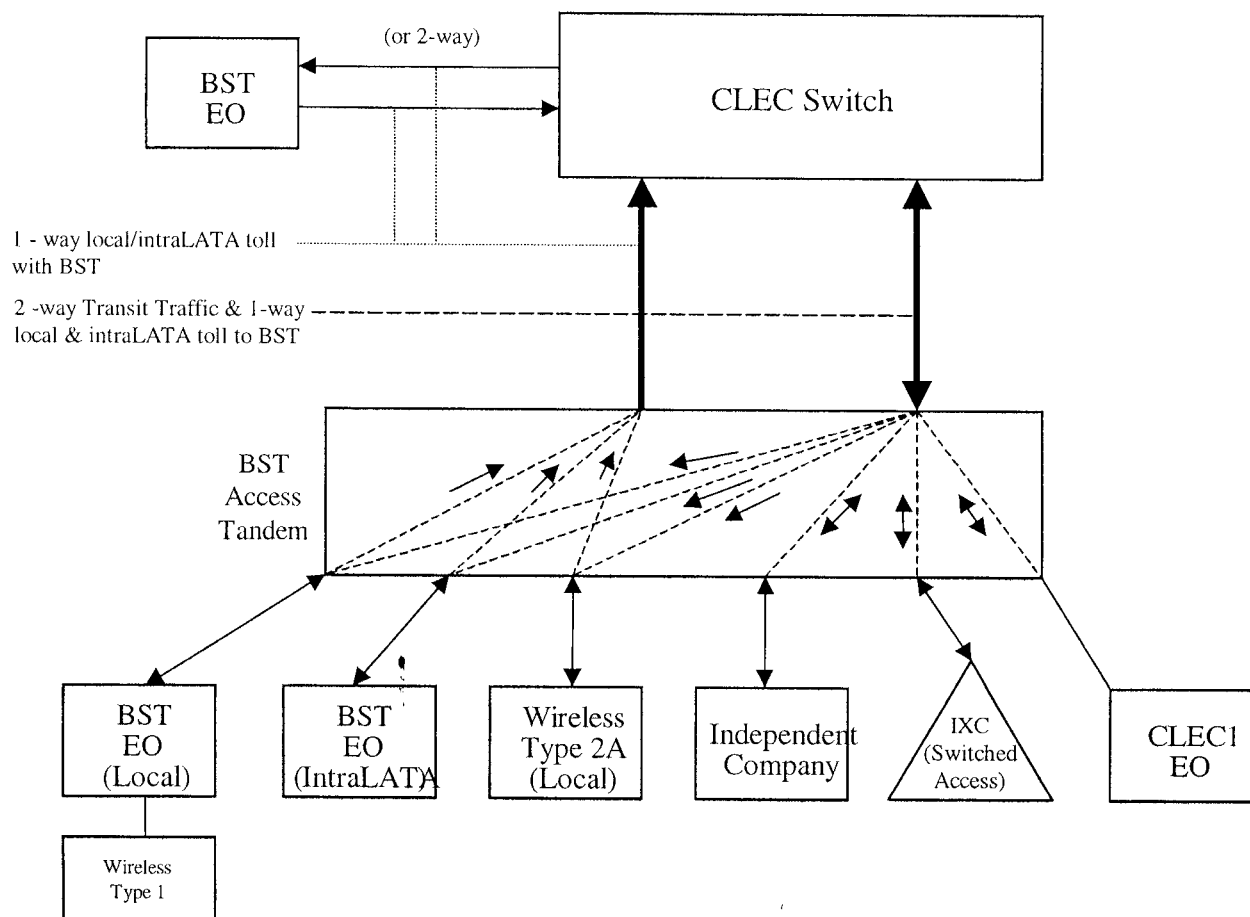 (or 2-way)
BST
EO
CLEC Switch
1 - way local/intraLATA toll
with BST
2 -way Transit Traffic & 1-way
local & intraLATA toll to BST
BST
Access
Tandem
BST
EO
(Local)
BST
EO
(IntraLATA)
Wireless
Type 2A
(Local)
Independent
Company
IXC
(Switched
Access)
CLEC1
EO
Wireless
Type 1